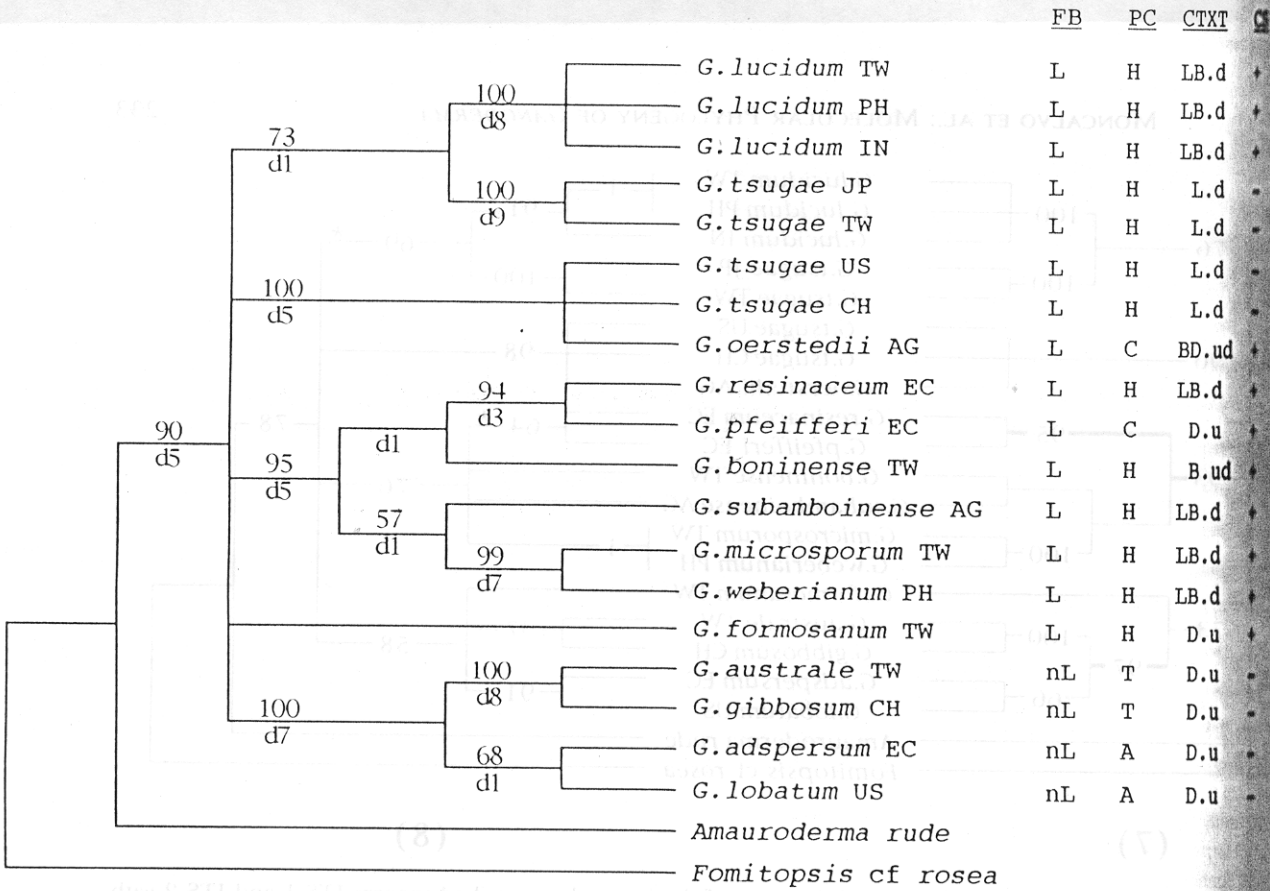 FB PC CTXT CS
G.lucidum TW L H LB.d +
100
d8
G.lucidum PH L H LB.d +
73
d1
G.lucidum IN L H LB.d +
100
d9
G.tsugae JP L H L.d -
G.tsugae TW L H L.d -
G.tsugae US L H L.d -
100
d5
G.tsugae CH L H L.d -
G.oerstedii AG L C BD.ud +
94
d3
G.resinaceum EC L H LB.d +
90
d5
d1
G.pfeifferi EC L C D.u +
95
d5
G.boninense TW L H B.ud +
57
d1
G.subamboinense AG L H LB.d +
99
d7
G.microsporum TW L H LB.d +
G.weberianum PH L H LB.d +
G.formosanum TW L H D.u +
100
d8
G.australe TW nL T D.u -
100
d7
G.gibbosum CH nL T D.u -
68
d1
G.adspersum EC nL A D.u -
G.lobatum US nL A D.u -
Amauroderma rude
Fomitopsis cf rosea